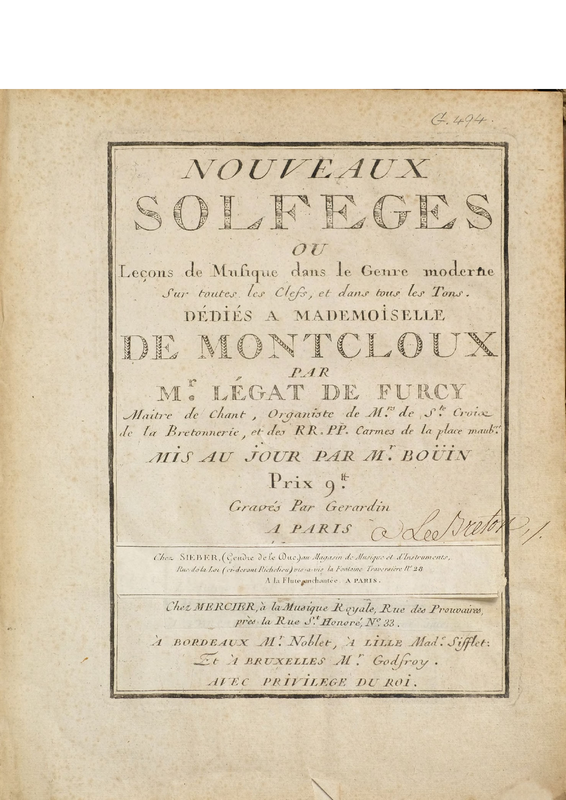 G. 494.
NOUVEAUX
SOLFEGES
OU
Leçons de Musique dans le Genre moderne
Sur toutes les Clefs, et dans tous les Tons.
DÉDIÉS A MADEMOISELLE
DE MONTCLOUX
PAR
Mr. LÉGAT DE FURCY
Maitre de Chant, Organiste de Mrs. de Ste. Croix
de la Bretonnerie, et des RR. PP. Carmes de la place maubt.
MIS AU JOUR PAR Mr. BOÜIN
Prix 9tt.
Gravés Par Gerardin
A PARIS
Le Breton
Chez SIEBER, (Gendre de le Duc) au Magasin de Musique et d'Instruments,
Rue de la Loi (ci-devant Richelieu) vis-a-vis la Fontaine Traversière No. 28
A la Flute enchantée. A PARIS.
Chez MERCIER, à la Musique Royale, Rue des Prouvaires,
près la Rue St. Honoré, No. 33.
À BORDEAUX Mr. Noblet, À LILLE Made. Sifflet:
Et À BRUXELLES Mr. Godfroy.
AVEC PRIVILEGE DU ROI.